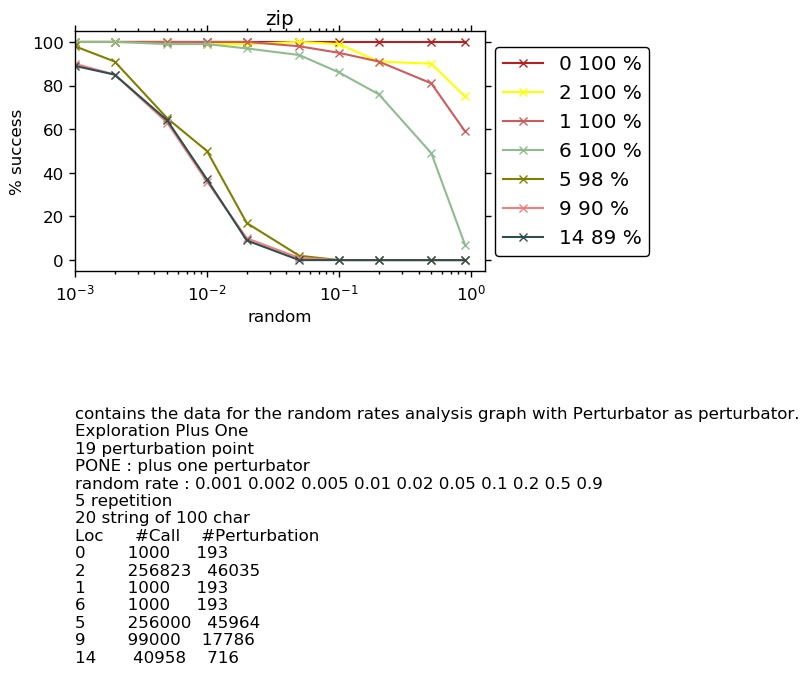 zip
100
80
60
40
20
0
% success
10^-3
10^-2
10^-1
10^0
random
0 100 %
2 100 %
1 100 %
6 100 %
5 98 %
9 90 %
14 89 %
contains the data for the random rates analysis graph with Perturbator as perturbator.
Exploration Plus One
19 perturbation point
PONE : plus one perturbator
random rate : 0.001 0.002 0.005 0.01 0.02 0.05 0.1 0.2 0.5 0.9
5 repetition
20 string of 100 char
Loc #Call #Perturbation
0 1000 193
2 256823 46035
1 1000 193
6 1000 193
5 256000 45964
9 99000 17786
14 40958 716